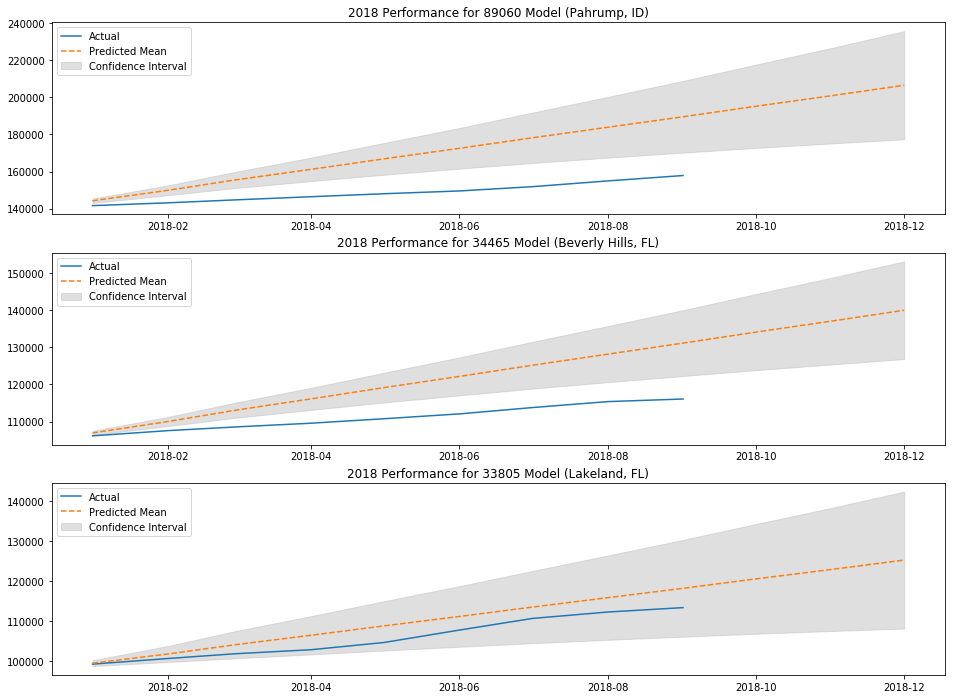 2018 Performance for 89060 Model (Pahrump, ID)
240000
220000
200000
180000
160000
140000
Actual
Predicted Mean
Confidence Interval
2018-02
2018-04
2018-06
2018-08
2018-10
2018-12
2018 Performance for 34465 Model (Beverly Hills, FL)
150000
140000
130000
120000
110000
Actual
Predicted Mean
Confidence Interval
2018-02
2018-04
2018-06
2018-08
2018-10
2018-12
2018 Performance for 33805 Model (Lakeland, FL)
140000
130000
120000
110000
100000
Actual
Predicted Mean
Confidence Interval
2018-02
2018-04
2018-06
2018-08
2018-10
2018-12